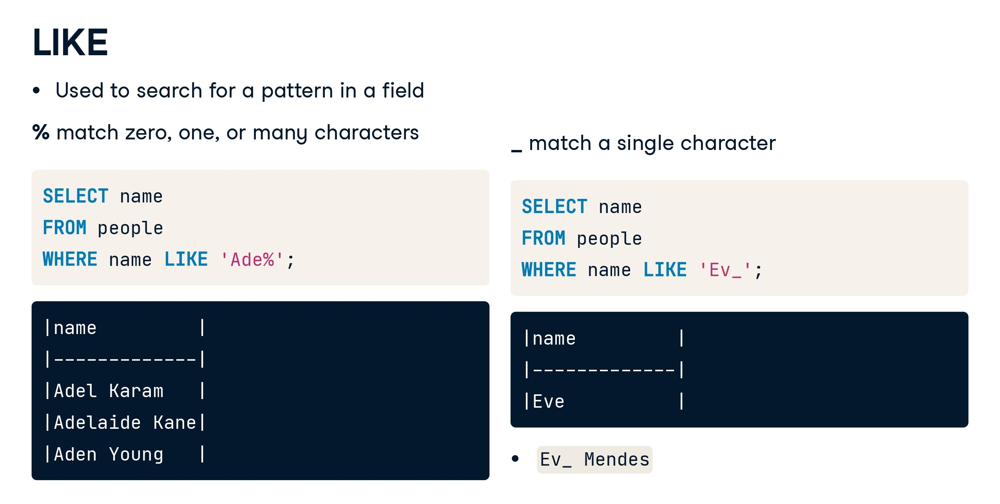 LIKE
• Used to search for a pattern in a field
% match zero, one, or many characters
SELECT name
FROM people
WHERE name LIKE 'Ade%';
|name         |
|-------------|
|Adel Karam   |
|Adelaide Kane|
|Aden Young   |
_ match a single character
SELECT name
FROM people
WHERE name LIKE 'Ev_';
|name         |
|-------------|
|Eve          |
• Ev_ Mendes